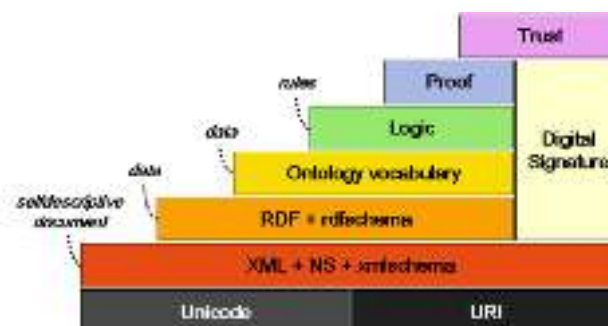 Trust
Proof
rules
Logic
Digital
Signature
data
Ontology vocabulary
data
RDF + rdfschema
selfdescriptive
document
XML + NS + xmlschema
Unicode
URI